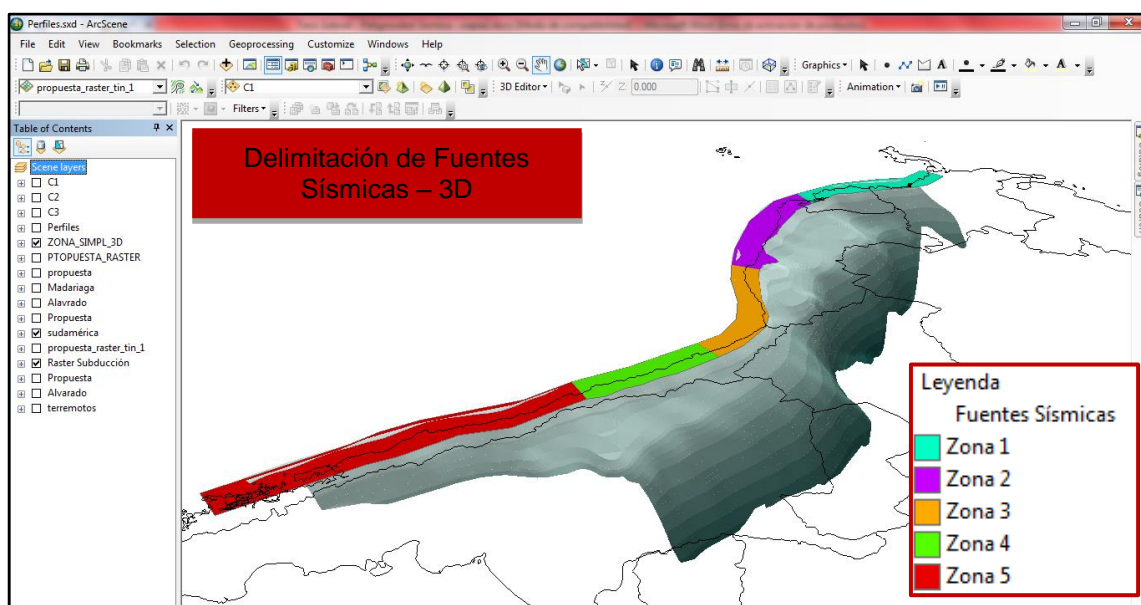 Perfiles.sxd - ArcScene
File Edit View Bookmarks Selection Geoprocessing Customize Windows Help
Graphics
propuesta_raster_tin_1
C1
3D Editor
Z: 0.000
Animation
Filters
Table of Contents
Scene layers
C1
C2
C3
Perfiles
ZONA_SIMPL_3D
PTOPUESTA_RASTER
propuesta
Madariaga
Alavrado
Propuesta
sudamérica
propuesta_raster_tin_1
Raster Subducción
Propuesta
Alvarado
terremotos
Delimitación de Fuentes
Sísmicas – 3D
Leyenda
Fuentes Sísmicas
Zona 1
Zona 2
Zona 3
Zona 4
Zona 5